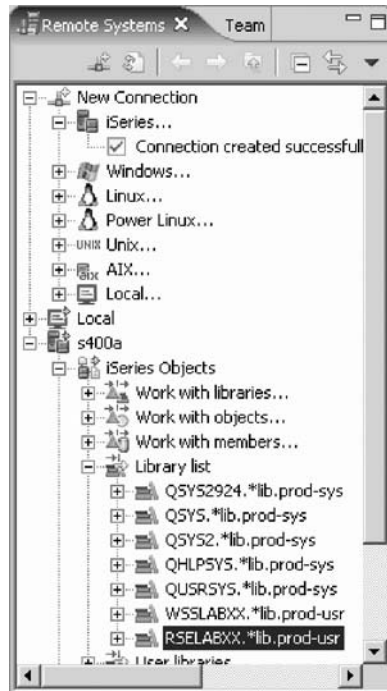 Remote Systems
Team
New Connection
iSeries...
Connection created successfull
Windows...
Linux...
Power Linux...
UNIX Unix...
aix AIX...
Local...
Local
s400a
iSeries Objects
Work with libraries...
Work with objects...
Work with members...
Library list
QSYS2924.*lib.prod-sys
QSYS.*lib.prod-sys
QSYS2.*lib.prod-sys
QHLPSYS.*lib.prod-sys
QUSRSYS.*lib.prod-sys
WSSLABXX.*lib.prod-usr
RSELABXX.*lib.prod-usr
User libraries